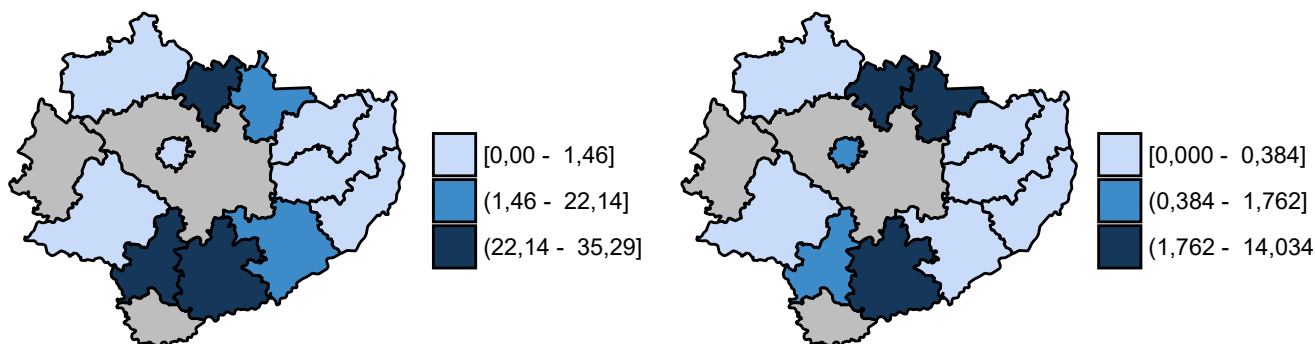 [0,00 - 1,46]
(1,46 - 22,14]
(22,14 - 35,29]
[0,000 - 0,384]
(0,384 - 1,762]
(1,762 - 14,034